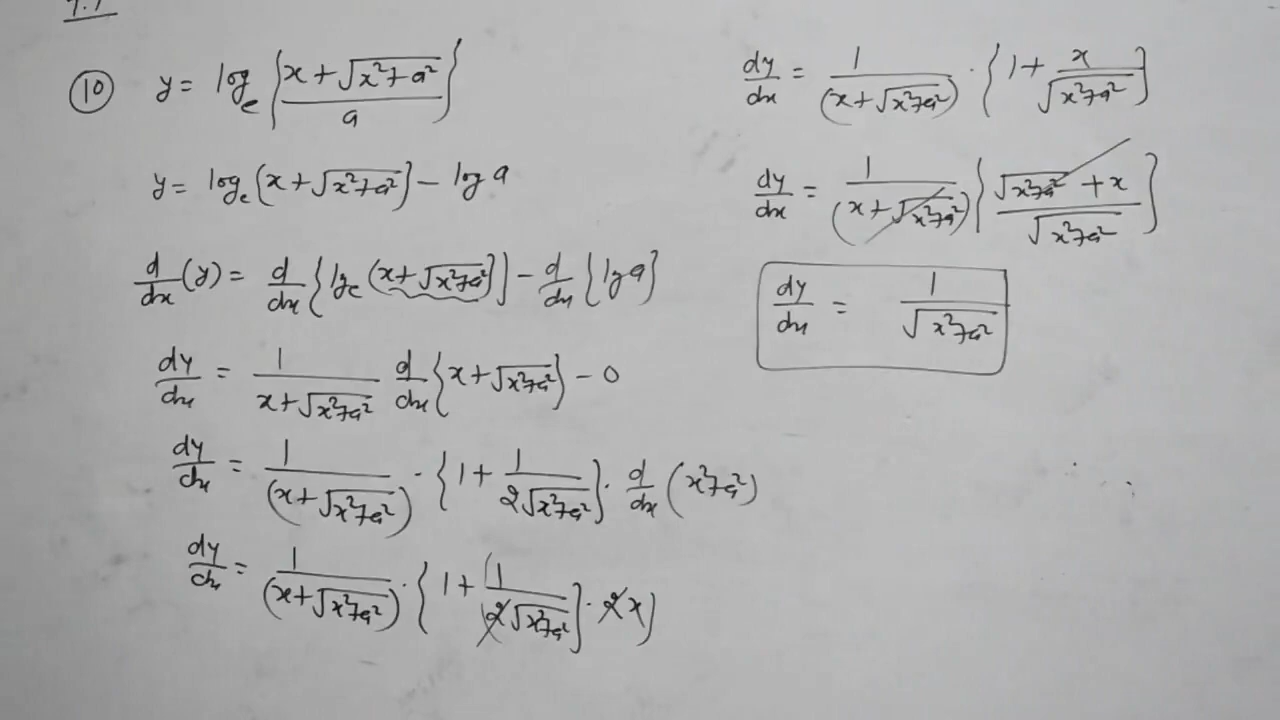 7.7
(10) y = log_e {(x + √(x²+a²))/a}
y = log_e (x + √(x²+a²)] − log a
d/dx (y) = d/dx {log_e (x + √(x²+a²)}] − d/dx {log a}
dy/dx = 1/(x + √(x²+a²)) d/dx {x + √(x²+a²)} − 0
dy/dx = 1/(x + √(x²+a²)) · {1 + 1/(2√(x²+a²))} · d/dx (x²+a²)
dy/dx = 1/(x + √(x²+a²)) · {1 + (1/(2√(x²+a²))] · 2x)
dy/dx = 1/(x + √(x²+a²)) · {1 + x/√(x²+a²)}
dy/dx = 1/(x + √(x²+a²)) {(√(x²+a²) + x)/√(x²+a²)}
dy/dx = 1/√(x²+a²)